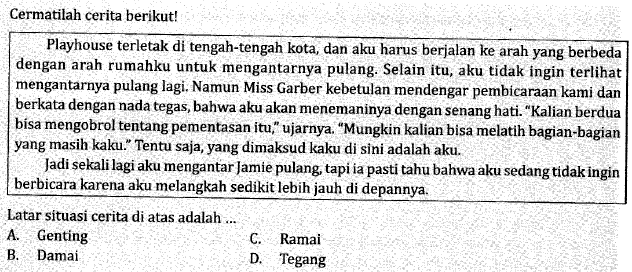 Cermatilah cerita berikut!
Playhouse terletak di tengah-tengah kota, dan aku harus berjalan ke arah yang berbeda
dengan arah rumahku untuk mengantarnya pulang. Selain itu, aku tidak ingin terlihat
mengantarnya pulang lagi. Namun Miss Garber kebetulan mendengar pembicaraan kami dan
berkata dengan nada tegas, bahwa aku akan menemaninya dengan senang hati. "Kalian berdua
bisa mengobrol tentang pementasan itu," ujarnya. "Mungkin kalian bisa melatih bagian-bagian
yang masih kaku." Tentu saja, yang dimaksud kaku di sini adalah aku.
Jadi sekali lagi aku mengantar Jamie pulang, tapi ia pasti tahu bahwa aku sedang tidak ingin
berbicara karena aku melangkah sedikit lebih jauh di depannya.
Latar situasi cerita di atas adalah ...
A. Genting
C. Ramai
B. Damai
D. Tegang